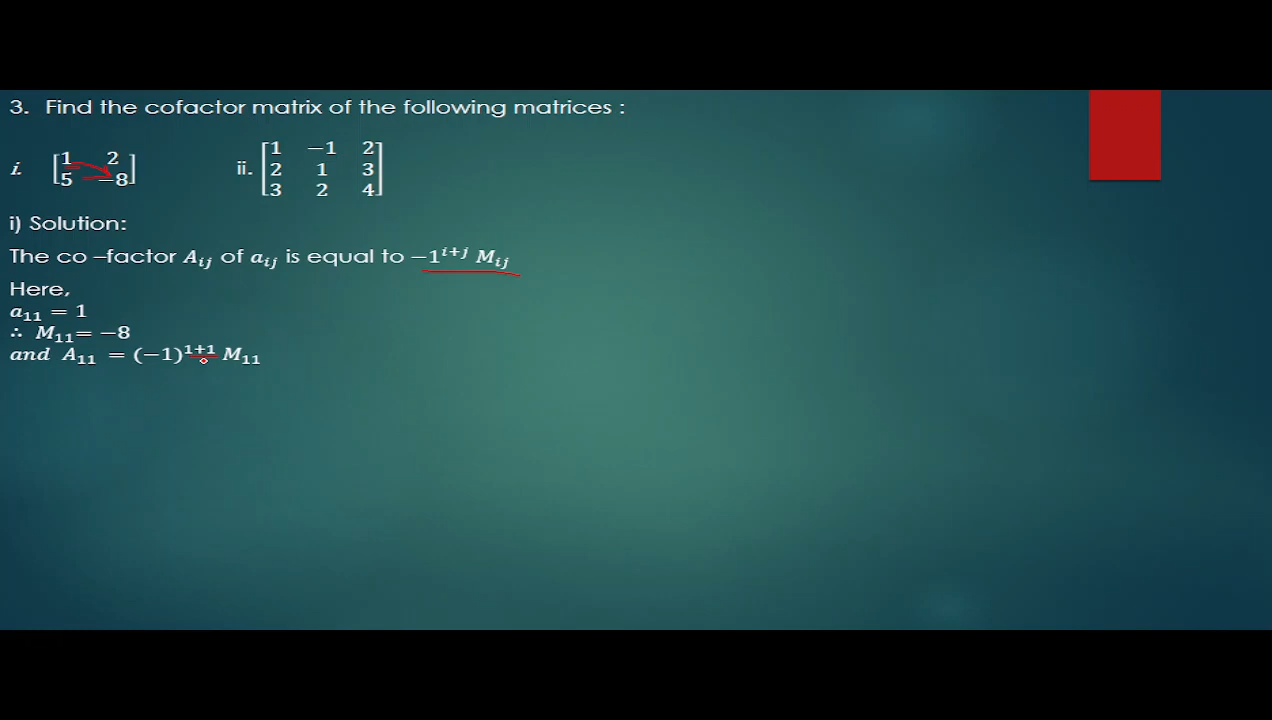 3. Find the cofactor matrix of the following matrices :
i. [1 2
5 −8] ii. [1 −1 2
2 1 3
3 2 4]
i) Solution:
The co –factor A_ij of a_ij is equal to −1^{i+j} M_ij
Here,
a_11 = 1
∴ M_11= −8
and A_11 = (−1)^{1+1} M_11